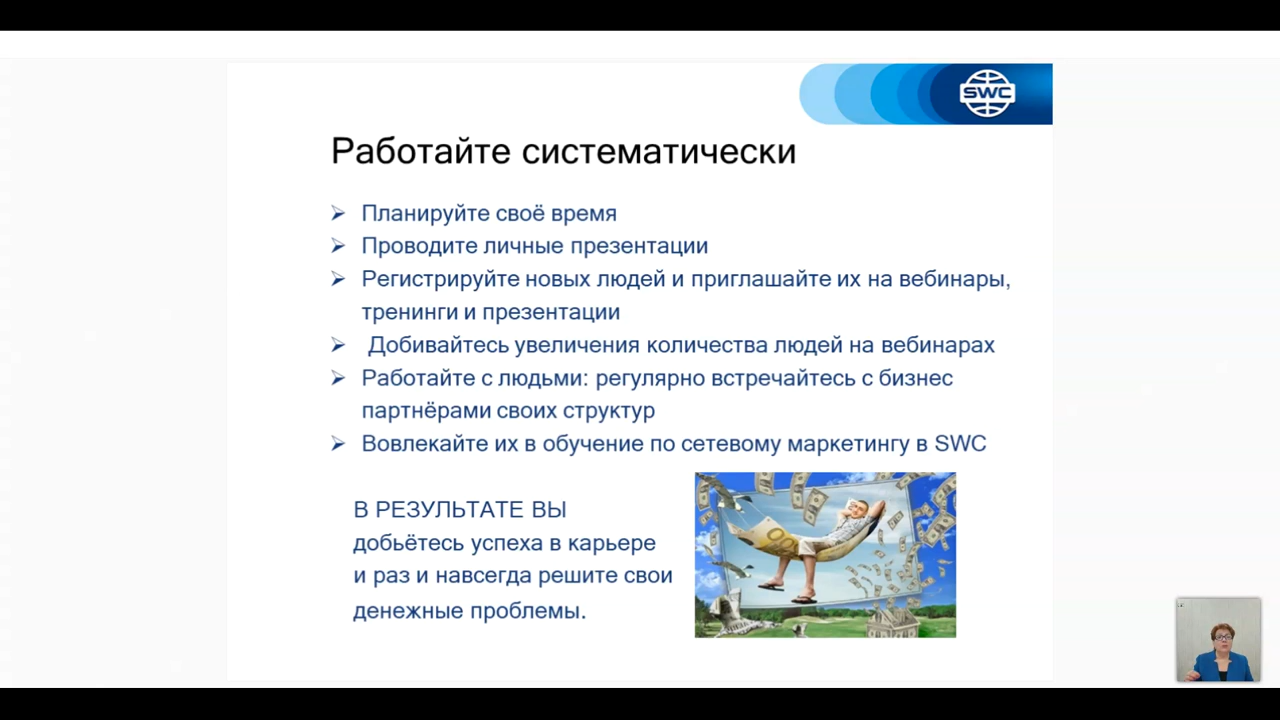 SWC
Работайте систематически
Планируйте своё время
Проводите личные презентации
Регистрируйте новых людей и приглашайте их на вебинары,
тренинги и презентации
Добивайтесь увеличения количества людей на вебинарах
Работайте с людьми: регулярно встречайтесь с бизнес
партнёрами своих структур
Вовлекайте их в обучение по сетевому маркетингу в SWC
В РЕЗУЛЬТАТЕ ВЫ
добьётесь успеха в карьере
и раз и навсегда решите свои
денежные проблемы.